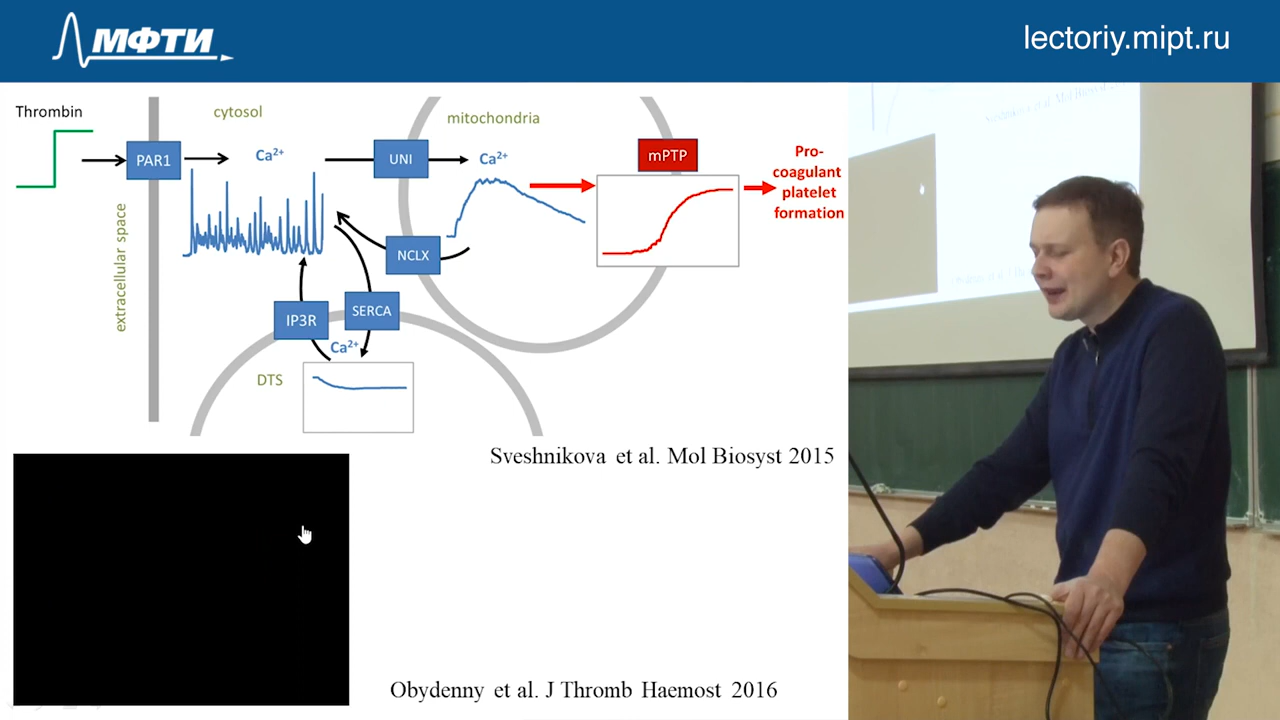 МФТИ
lectoriy.mipt.ru
Thrombin
cytosol
mitochondria
PAR1
Ca²⁺
UNI
Ca²⁺
mPTP
Pro-
coagulant
platelet
formation
extracellular space
NCLX
IP3R
SERCA
Ca²⁺
DTS
Sveshnikova et al. Mol Biosyst 2015
Obydenny et al. J Thromb Haemost 2016